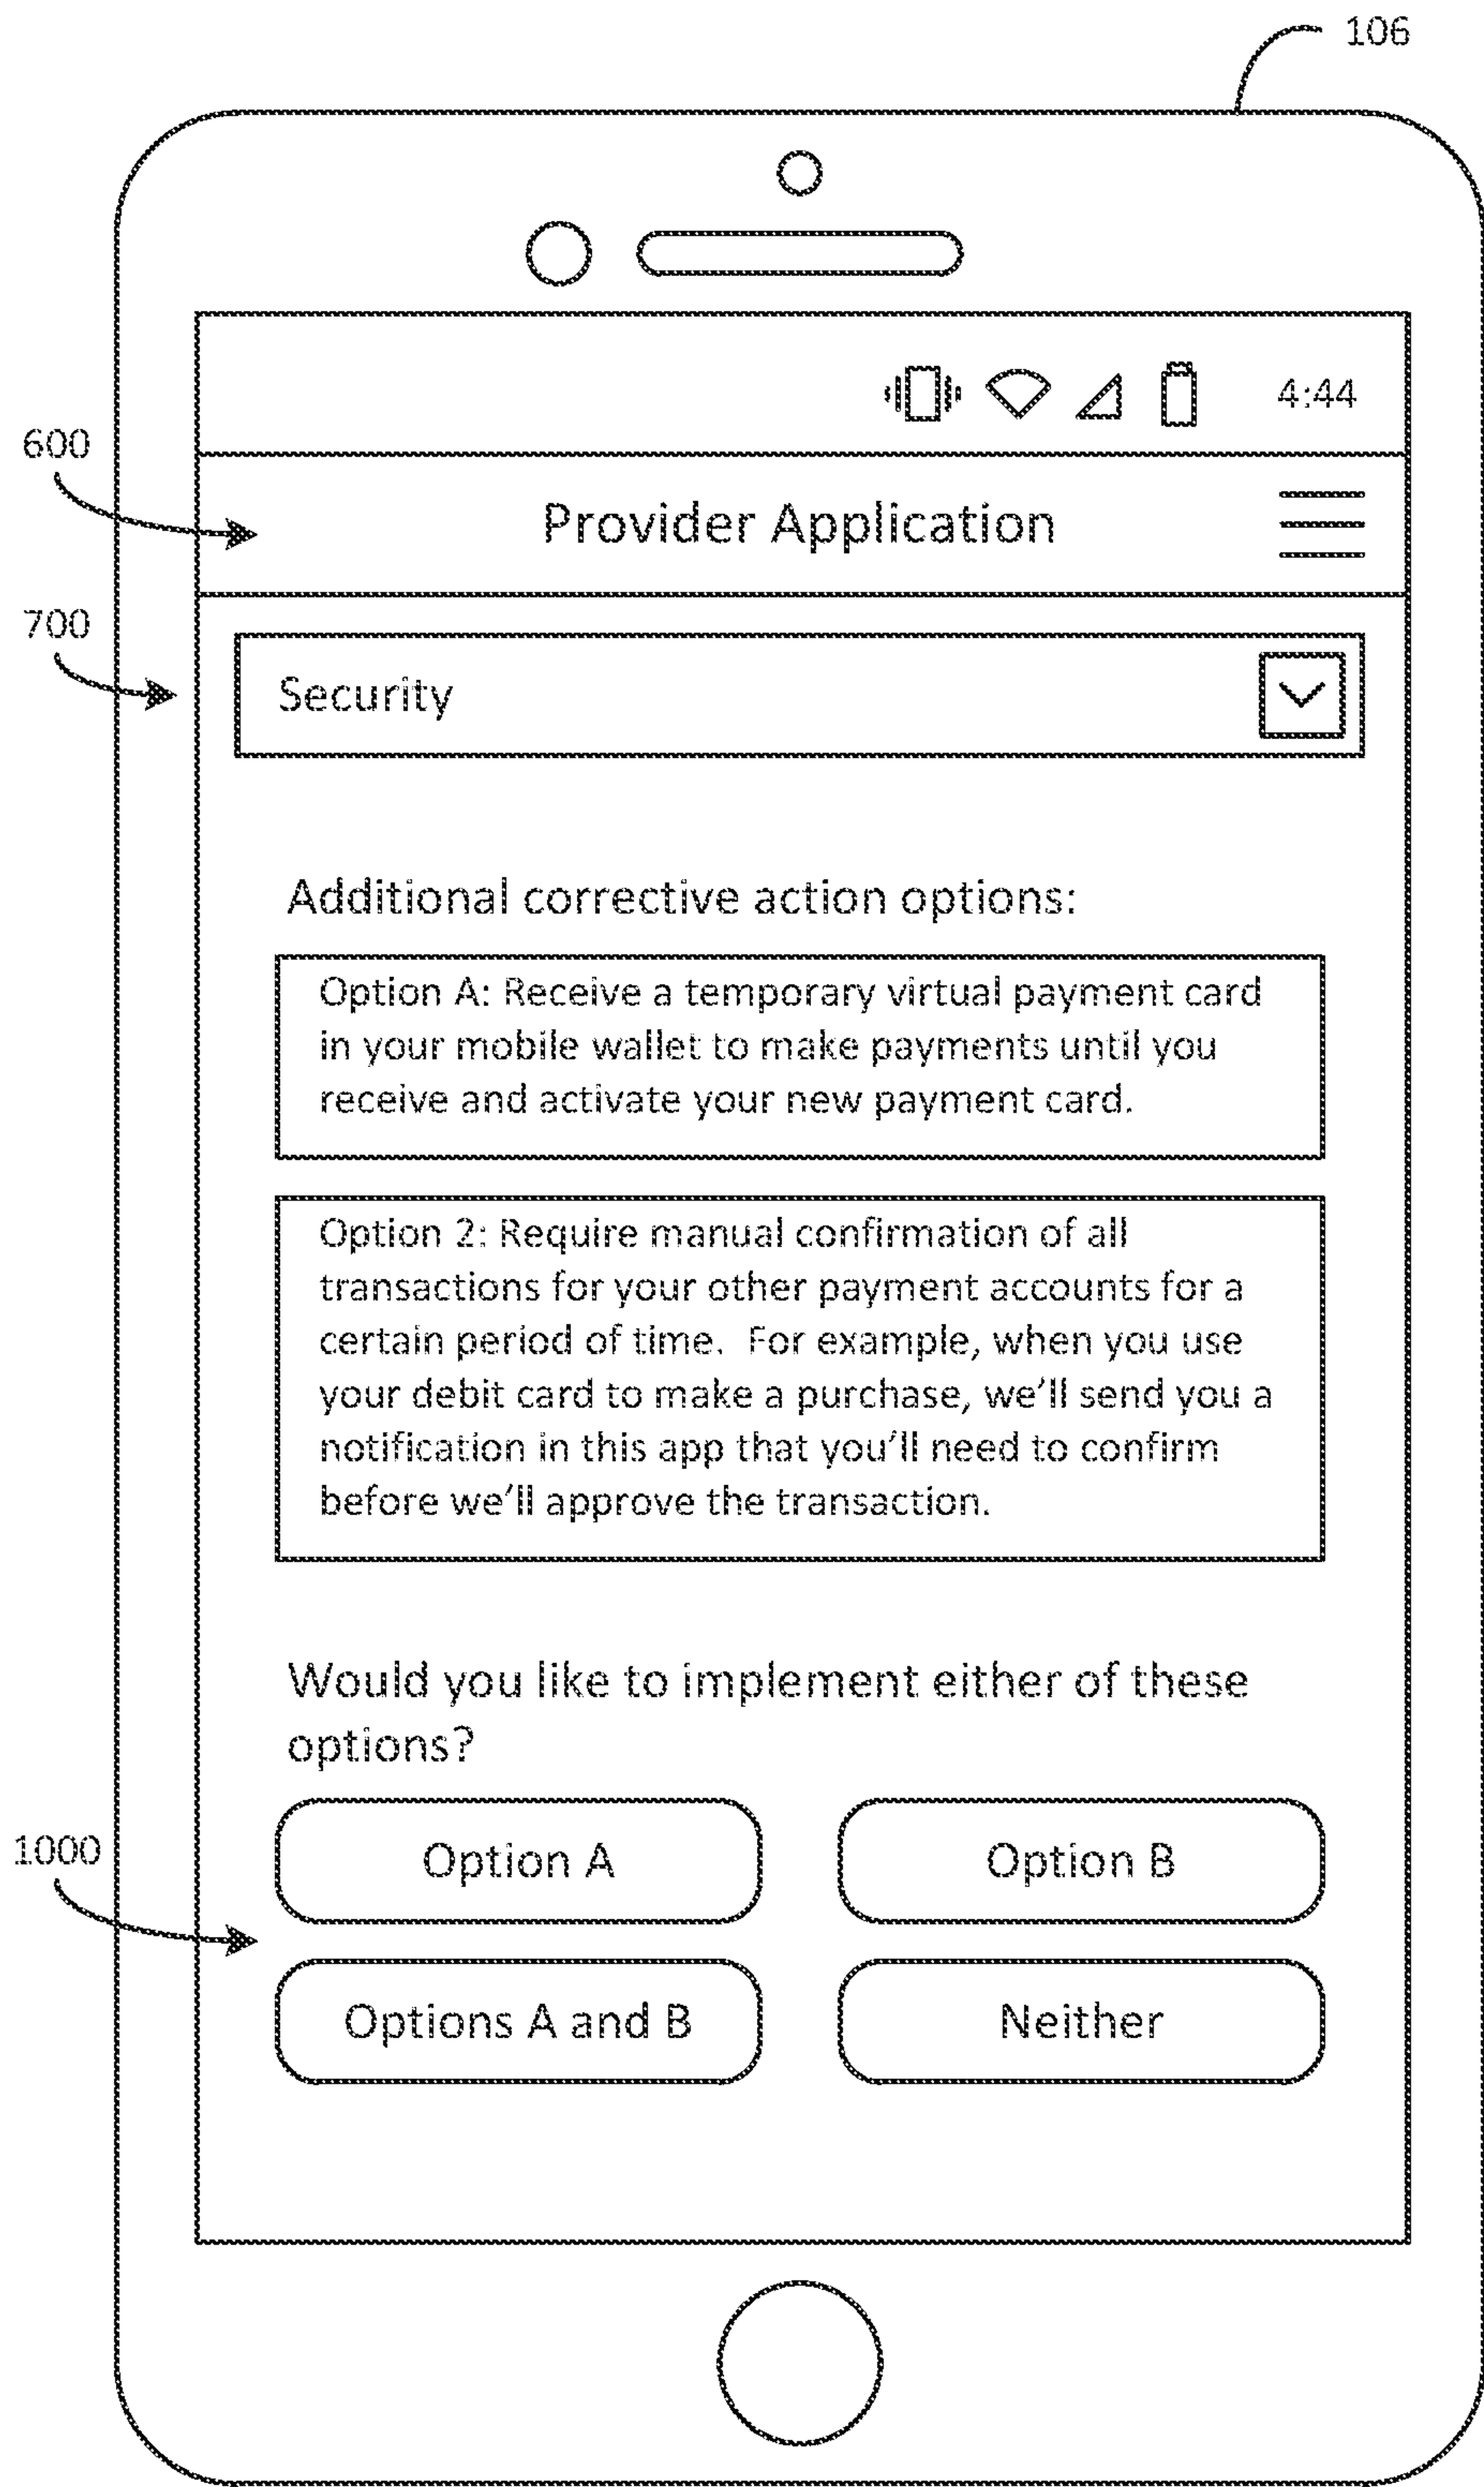 106
4:44
600
Provider Application
700
Security
Additional corrective action options:
Option A: Receive a temporary virtual payment card
in your mobile wallet to make payments until you
receive and activate your new payment card.
Option 2: Require manual confirmation of all
transactions for your other payment accounts for a
certain period of time.  For example, when you use
your debit card to make a purchase, we'll send you a
notification in this app that you'll need to confirm
before we'll approve the transaction.
Would you like to implement either of these
options?
1000
Option A
Option B
Options A and B
Neither